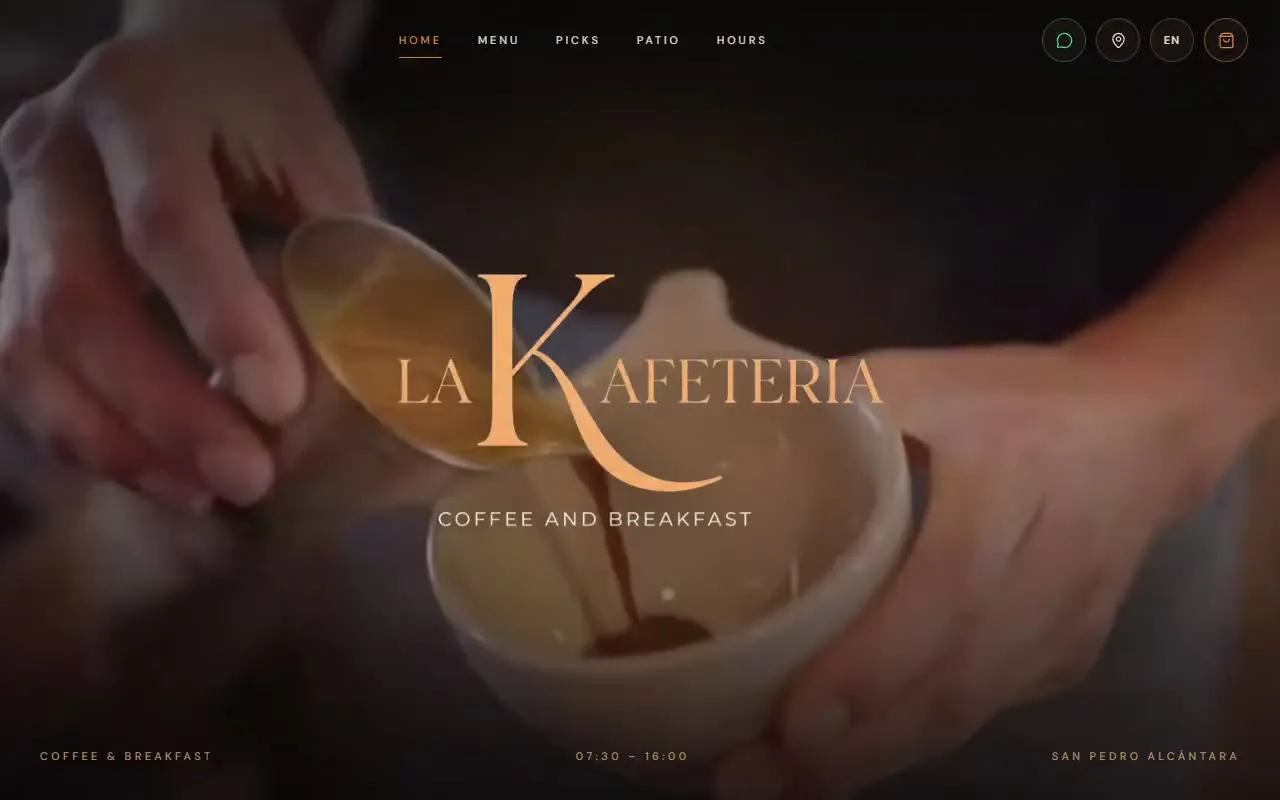 HOME MENU PICKS PATIO HOURS EN
LA KAFETERIA
COFFEE AND BREAKFAST
COFFEE & BREAKFAST 07:30 – 16:00 SAN PEDRO ALCÁNTARA